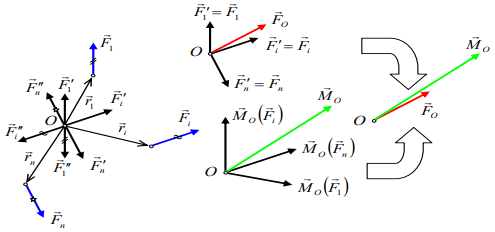 F⃗₁
F⃗ₙ″ F⃗₁′
r⃗₁ F⃗ᵢ′
O
F⃗ᵢ″ r⃗ᵢ F⃗ᵢ
r⃗ₙ F⃗₁″ F⃗ₙ′
F⃗ₙ
F⃗₁′ = F⃗₁
F⃗_O
O F⃗ᵢ′ = F⃗ᵢ
F⃗ₙ′ = F⃗ₙ
M⃗_O
M⃗_O(F⃗ᵢ)
M⃗_O(F⃗ₙ)
O
M⃗_O(F⃗₁)
M⃗_O
F⃗_O
O